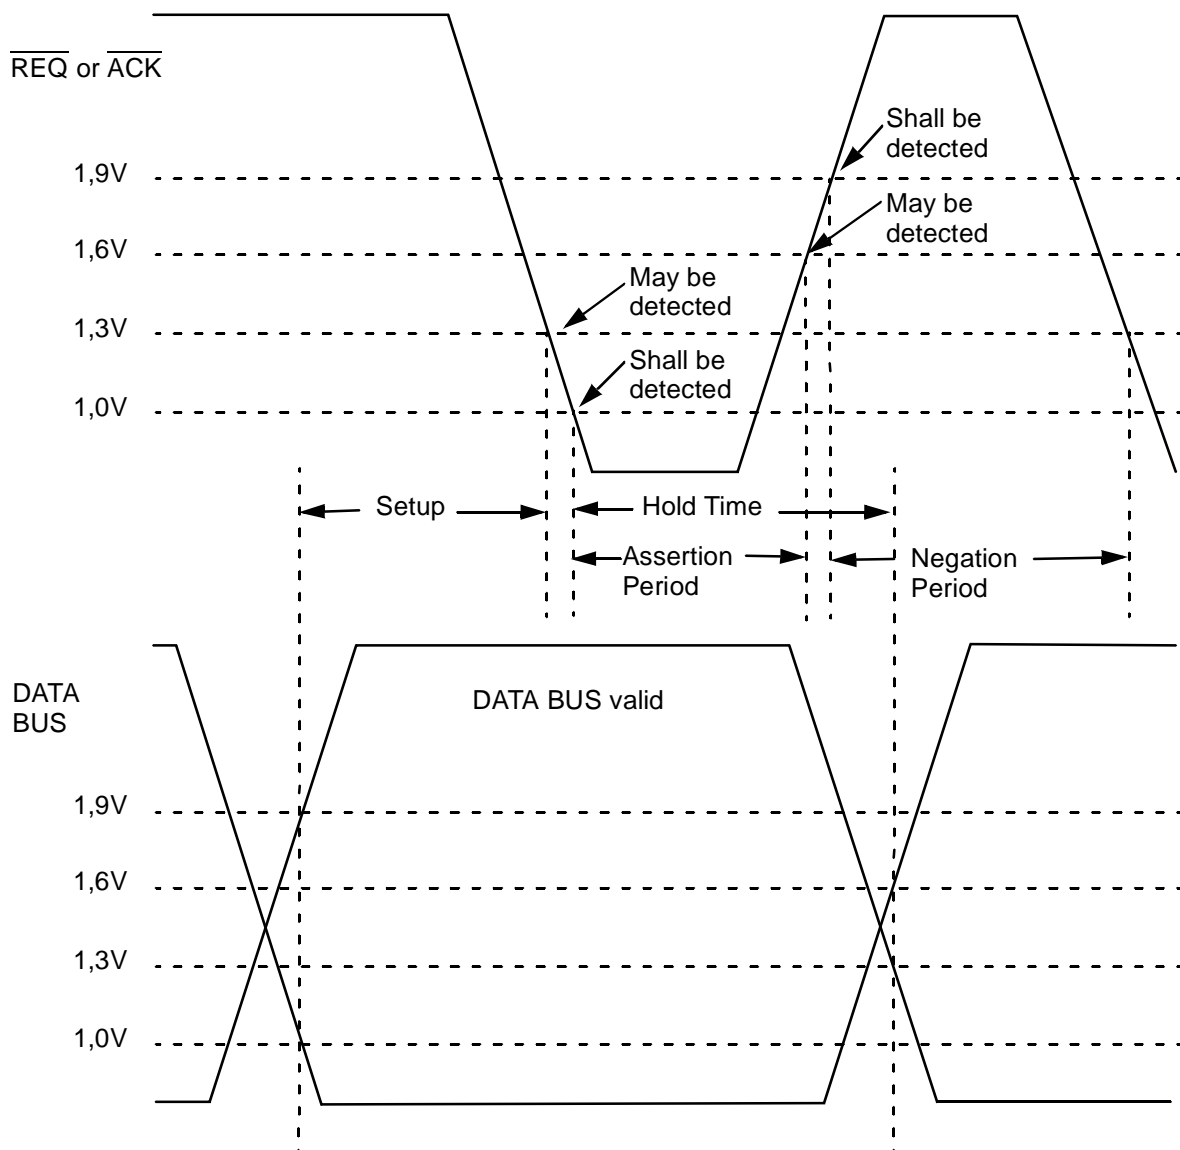 REQ or ACK
Shall be
detected
1,9V
May be
detected
1,6V
May be
detected
1,3V
Shall be
detected
1,0V
Setup
Hold Time
Assertion
Period
Negation
Period
DATA
BUS
DATA BUS valid
1,9V
1,6V
1,3V
1,0V